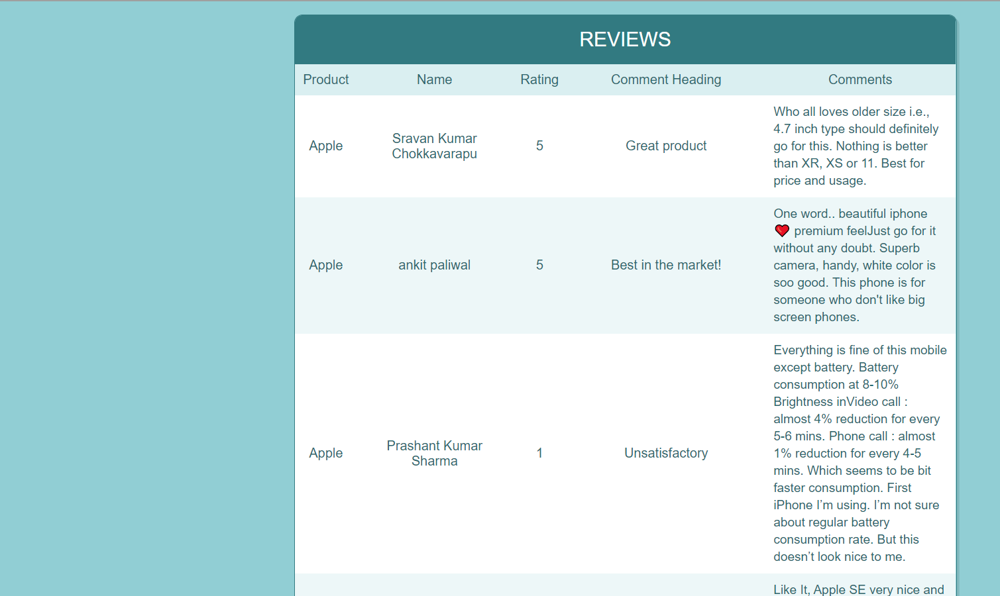 REVIEWS
Product Name Rating Comment Heading Comments
Apple
Sravan Kumar
Chokkavarapu
5
Great product
Who all loves older size i.e.,
4.7 inch type should definitely
go for this. Nothing is better
than XR, XS or 11. Best for
price and usage.
Apple
ankit paliwal
5
Best in the market!
One word.. beautiful iphone
❤️ premium feelJust go for it
without any doubt. Superb
camera, handy, white color is
soo good. This phone is for
someone who don't like big
screen phones.
Apple
Prashant Kumar
Sharma
1
Unsatisfactory
Everything is fine of this mobile
except battery. Battery
consumption at 8-10%
Brightness inVideo call :
almost 4% reduction for every
5-6 mins. Phone call : almost
1% reduction for every 4-5
mins. Which seems to be bit
faster consumption. First
iPhone I’m using. I’m not sure
about regular battery
consumption rate. But this
doesn’t look nice to me.
Like It, Apple SE very nice and